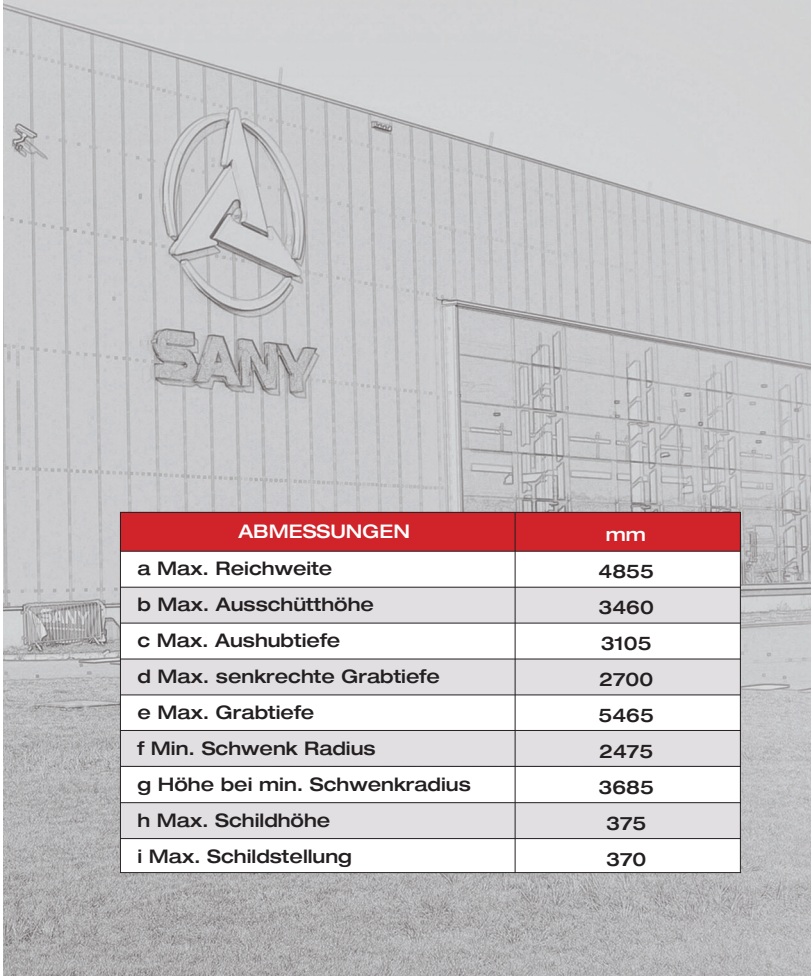 SANY
ABMESSUNGEN mm
a Max. Reichweite 4855
b Max. Ausschütthöhe 3460
c Max. Aushubtiefe 3105
d Max. senkrechte Grabtiefe 2700
e Max. Grabtiefe 5465
f Min. Schwenk Radius 2475
g Höhe bei min. Schwenkradius 3685
h Max. Schildhöhe 375
i Max. Schildstellung 370
SANY